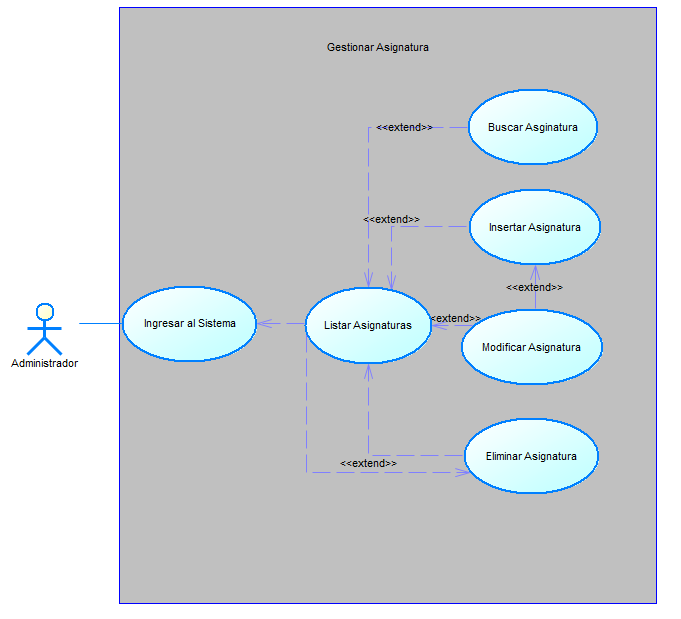 Gestionar Asignatura
<<extend>>
Buscar Asginatura
<<extend>>
Insertar Asignatura
<<extend>>
Ingresar al Sistema
Listar Asignaturas
<<extend>>
Modificar Asignatura
Administrador
Eliminar Asignatura
<<extend>>